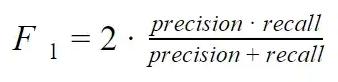 F 1 = 2 · precision · recall / precision + recall